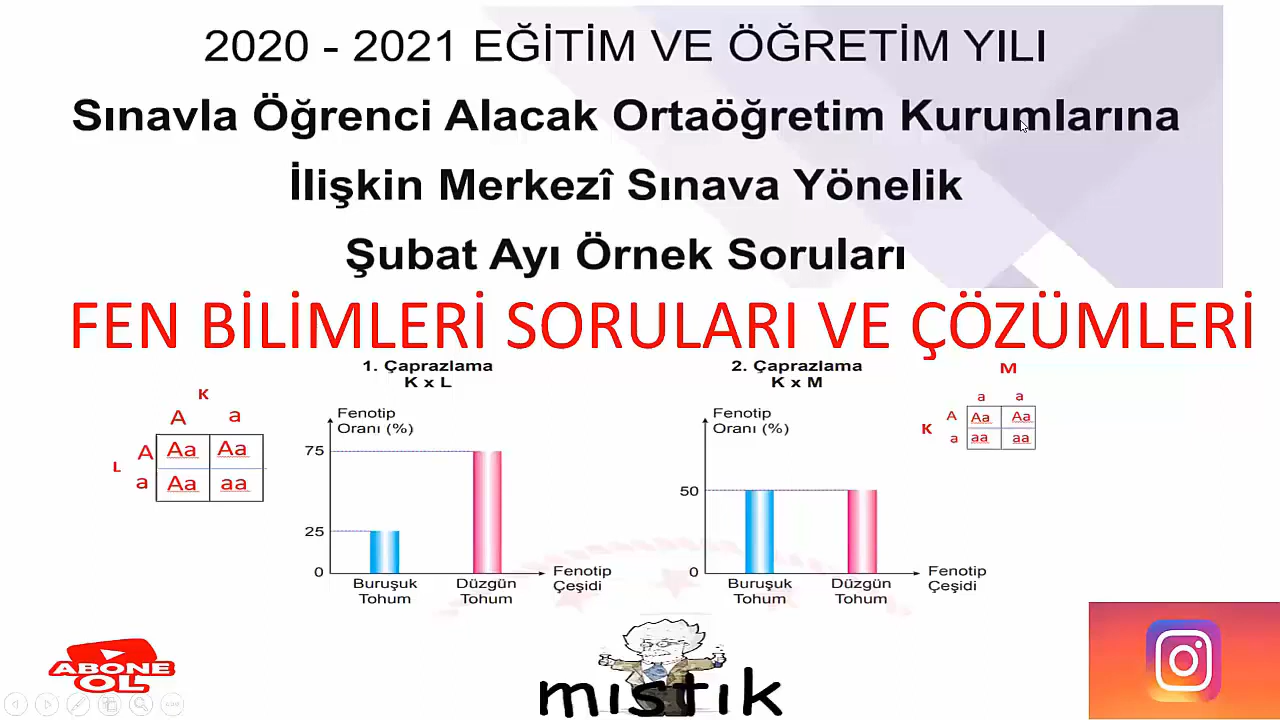 2020 - 2021 EĞİTİM VE ÖĞRETİM YILI
Sınavla Öğrenci Alacak Ortaöğretim Kurumlarına
İlişkin Merkezî Sınava Yönelik
Şubat Ayı Örnek Soruları
FEN BİLİMLERİ SORULARI VE ÇÖZÜMLERİ
K
A a
L
A Aa Aa
a Aa aa
1. Çaprazlama
K x L
Fenotip
Oranı (%)
75
25
0
Buruşuk
Tohum
Düzgün
Tohum
Fenotip
Çeşidi
2. Çaprazlama
K x M
Fenotip
Oranı (%)
50
0
Buruşuk
Tohum
Düzgün
Tohum
Fenotip
Çeşidi
M
a a
K
A Aa Aa
a aa aa
ABONE
OL
mıstık